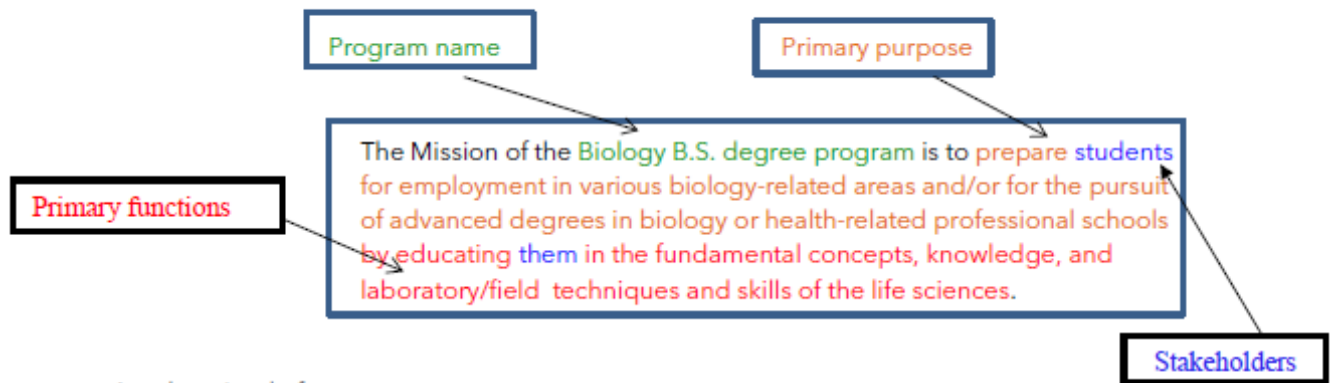 Program name
Primary purpose
The Mission of the Biology B.S. degree program is to prepare students
for employment in various biology-related areas and/or for the pursuit
of advanced degrees in biology or health-related professional schools
Primary functions
by educating them in the fundamental concepts, knowledge, and
laboratory/field techniques and skills of the life sciences.
Stakeholders